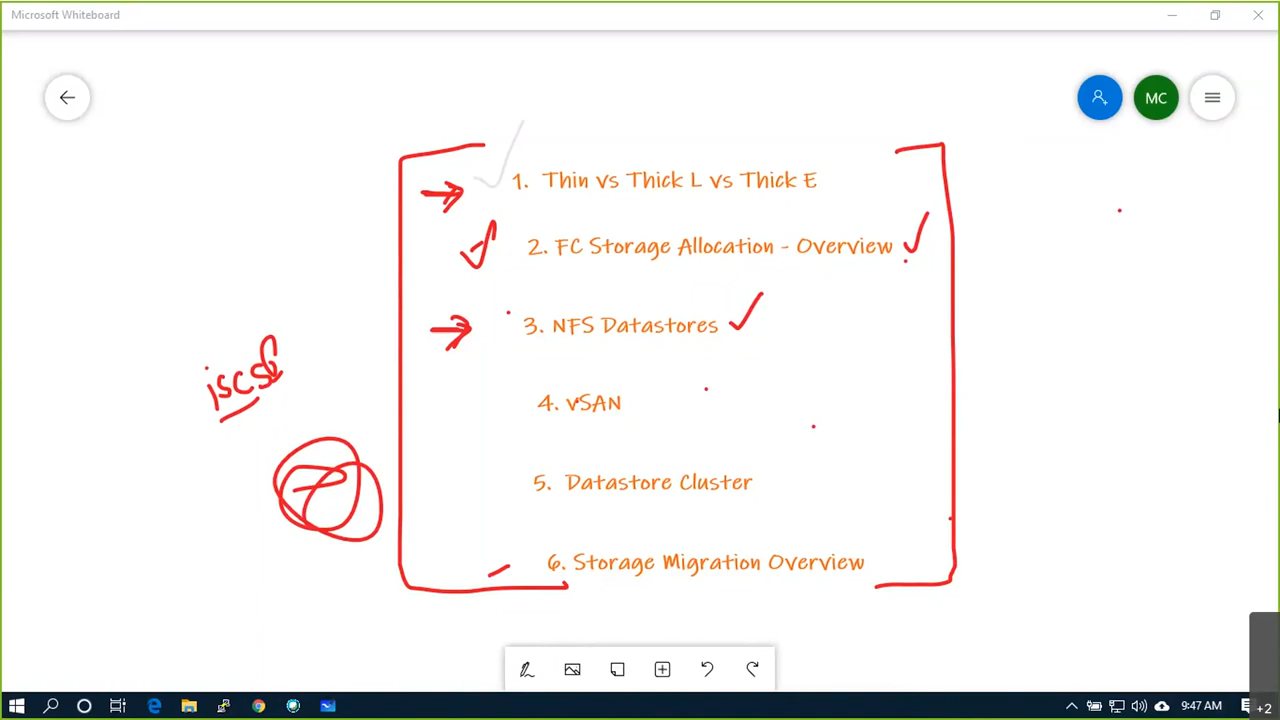 Microsoft Whiteboard
MC
1. Thin vs Thick L vs Thick E
2. FC Storage Allocation - Overview
3. NFS Datastores
iscsi
4. vSAN
5. Datastore Cluster
6. Storage Migration Overview
9:47 AM
+2